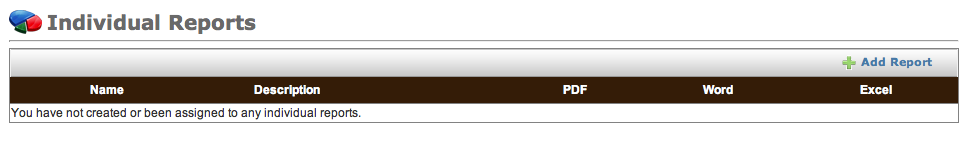 Individual Reports
Add Report
Name Description PDF Word Excel
You have not created or been assigned to any individual reports.